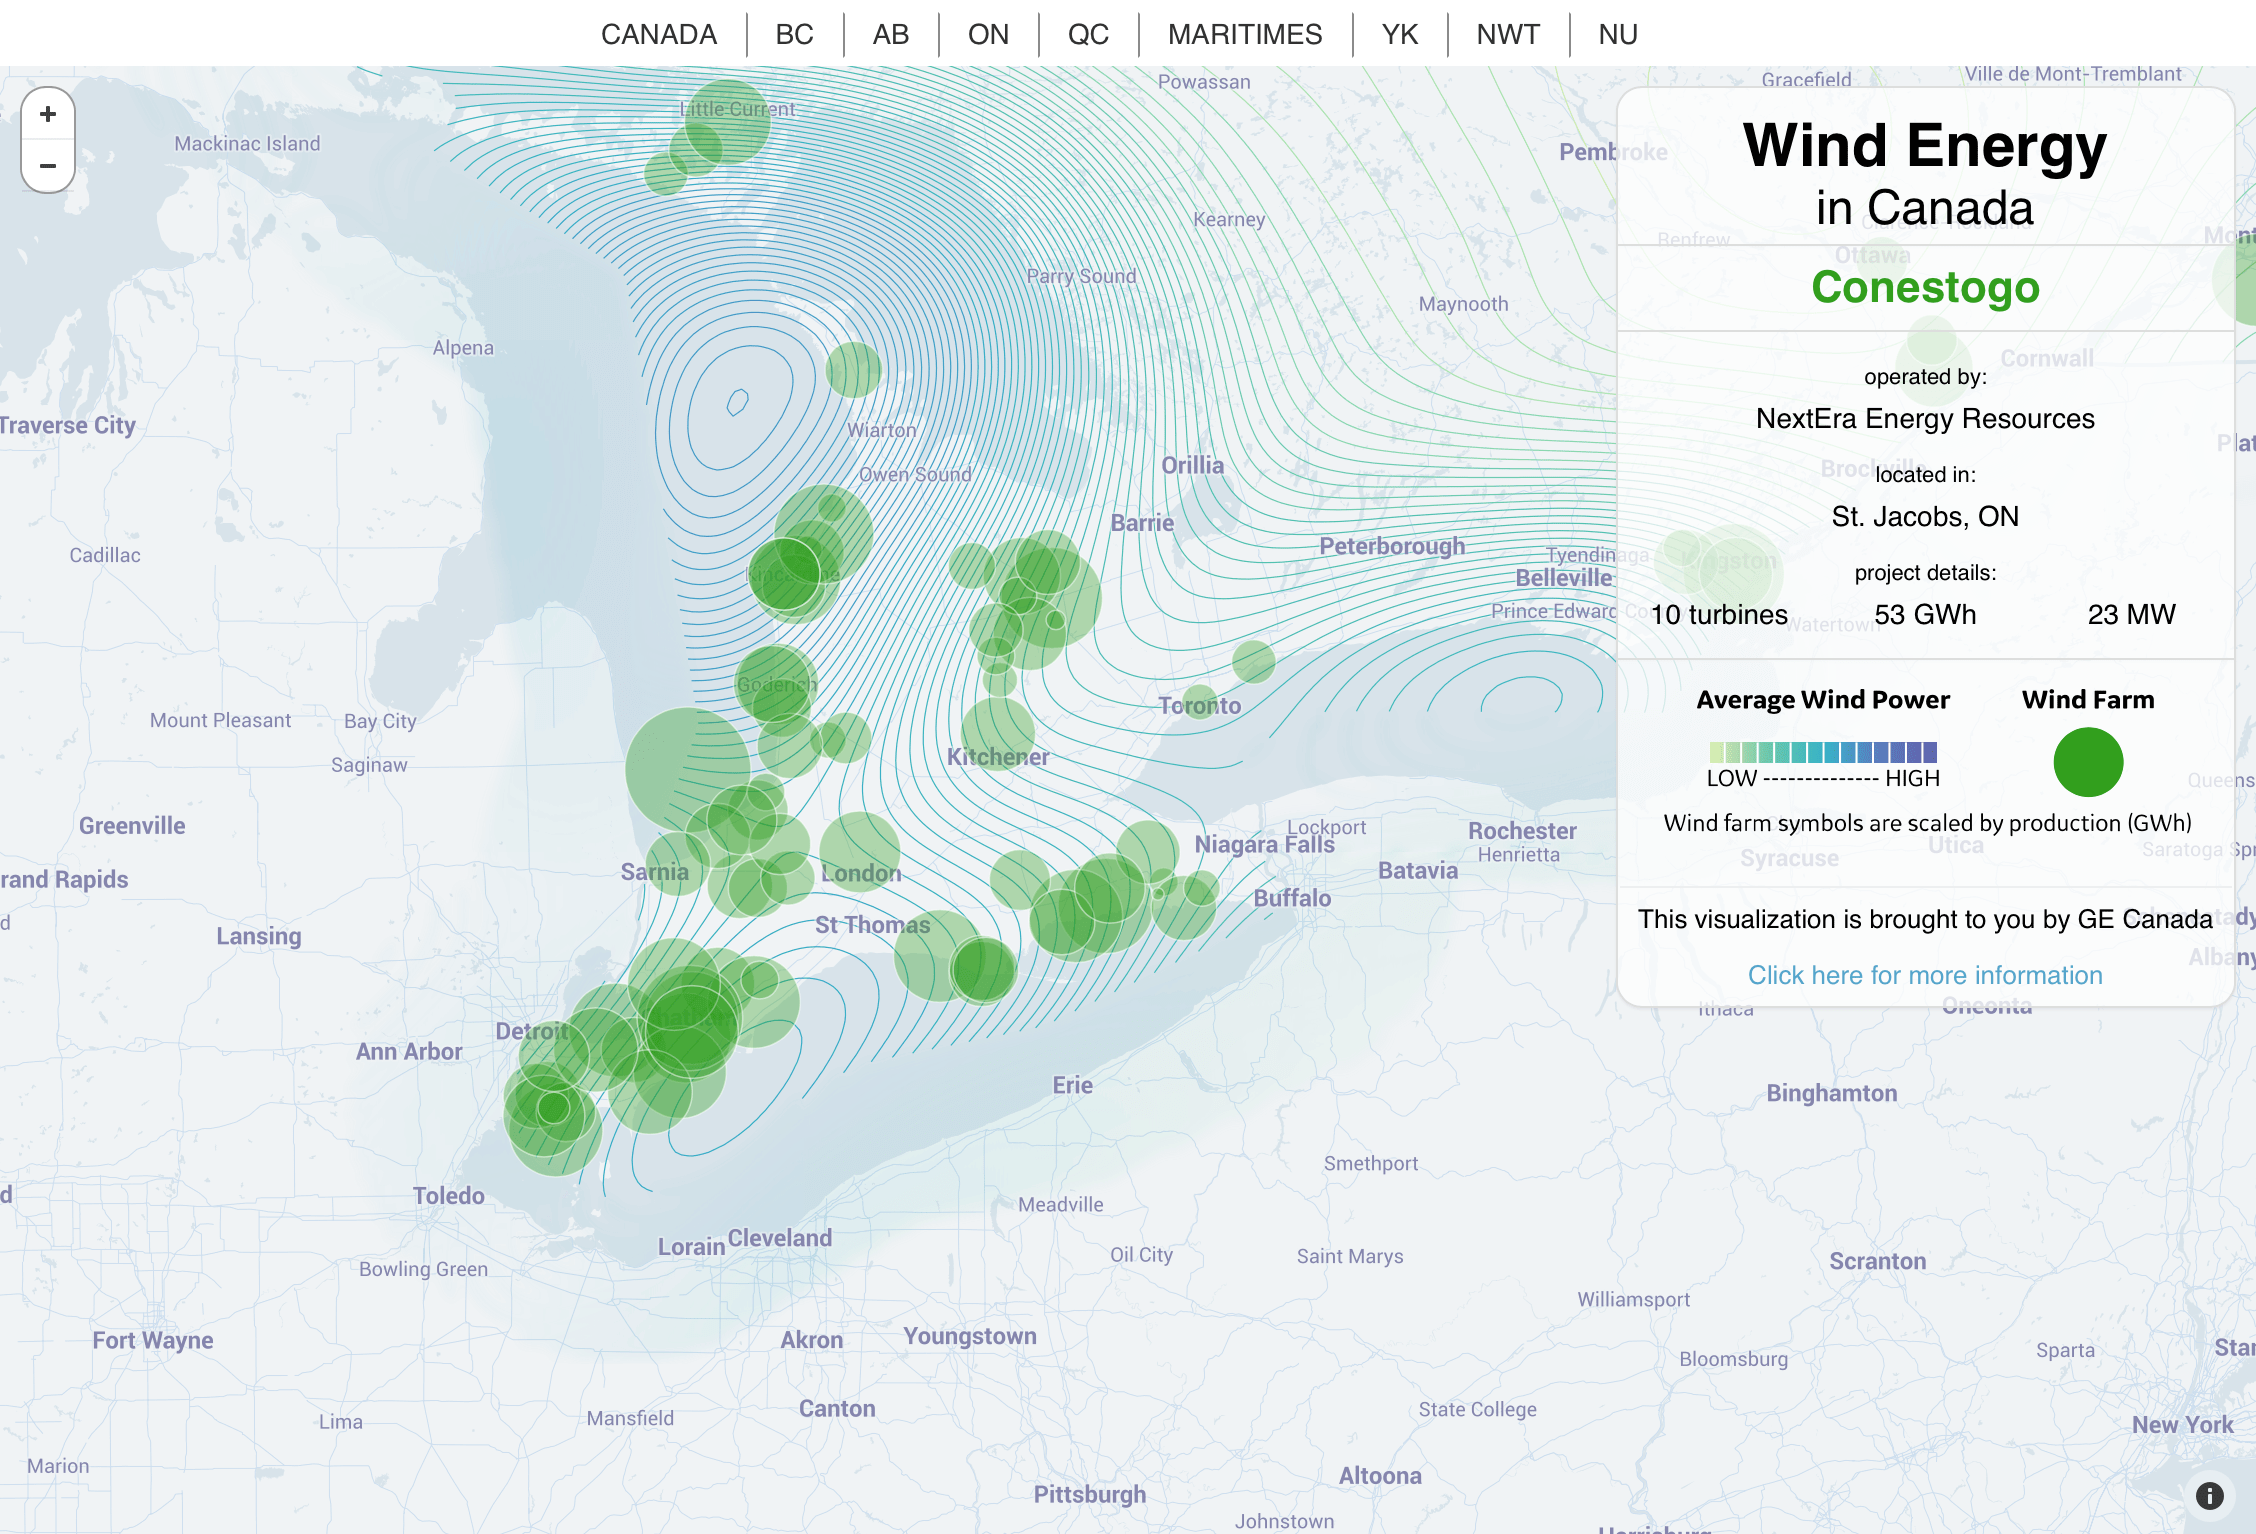 CANADA
BC
AB
ON
QC
MARITIMES
YK
NWT
NU
+
−
Wind Energy
in Canada
Conestogo
operated by:
NextEra Energy Resources
located in:
St. Jacobs, ON
project details:
10 turbines
53 GWh
23 MW
Average Wind Power
Wind Farm
LOW -------------- HIGH
Wind farm symbols are scaled by production (GWh)
This visualization is brought to you by GE Canada
Click here for more information
Powassan
Gracefield
Ville de Mont-Tremblant
Little Current
Mackinac Island
Pembroke
Kearney
Renfrew
Ottawa
Parry Sound
Maynooth
Alpena
Cornwall
Traverse City
Wiarton
Owen Sound
Orillia
Brockville
Barrie
Peterborough
Cadillac
Tyendinaga
Kingston
Belleville
Prince Edward
Watertown
Goderich
Toronto
Mount Pleasant
Bay City
Kitchener
Saginaw
Greenville
Lockport
Niagara Falls
Rochester
Henrietta
Utica
Syracuse
Sarnia
London
Batavia
rand Rapids
Buffalo
St Thomas
Lansing
Ithaca
Oneonta
Detroit
Ann Arbor
Erie
Binghamton
Smethport
Toledo
Meadville
Lorain
Cleveland
Oil City
Saint Marys
Scranton
Bowling Green
Williamsport
Fort Wayne
Akron
Youngstown
Bloomsburg
Sparta
Lima
Mansfield
Canton
State College
New York
Marion
Altoona
Pittsburgh
Johnstown